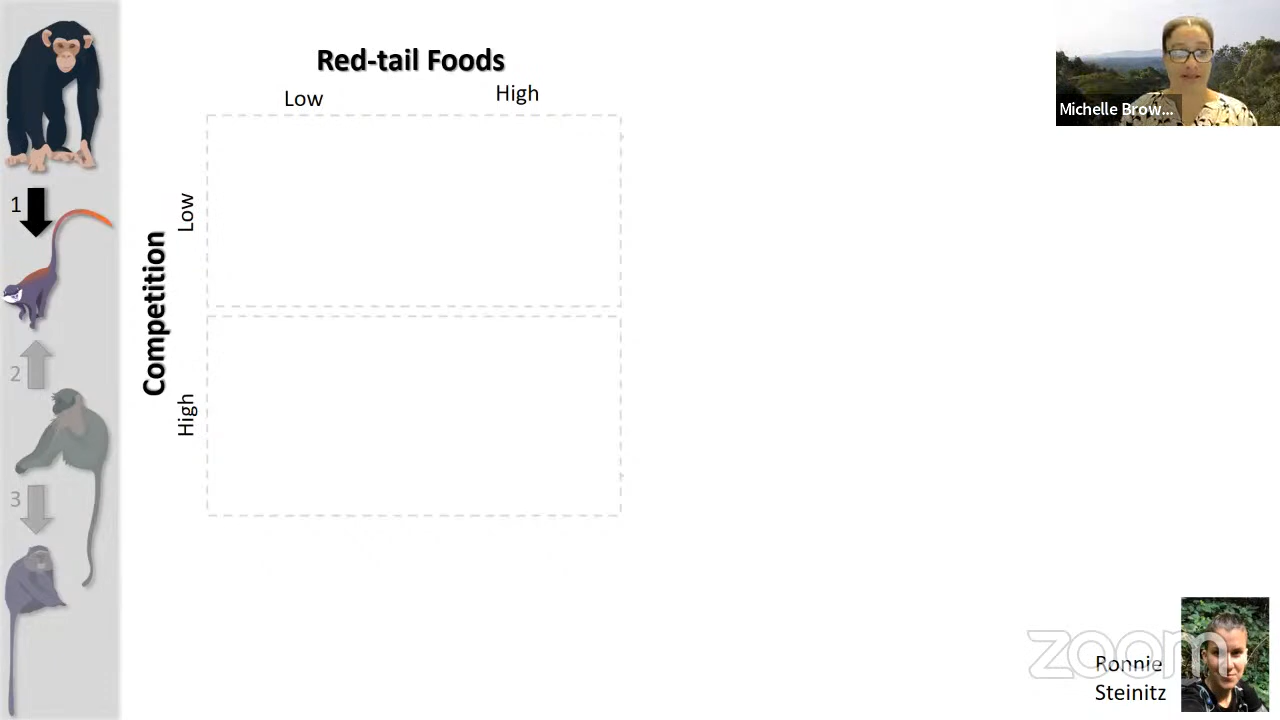 Red-tail Foods
Low
High
Michelle Brow...
Low
1
Competition
2
High
3
zoom
Ronnie
Steinitz